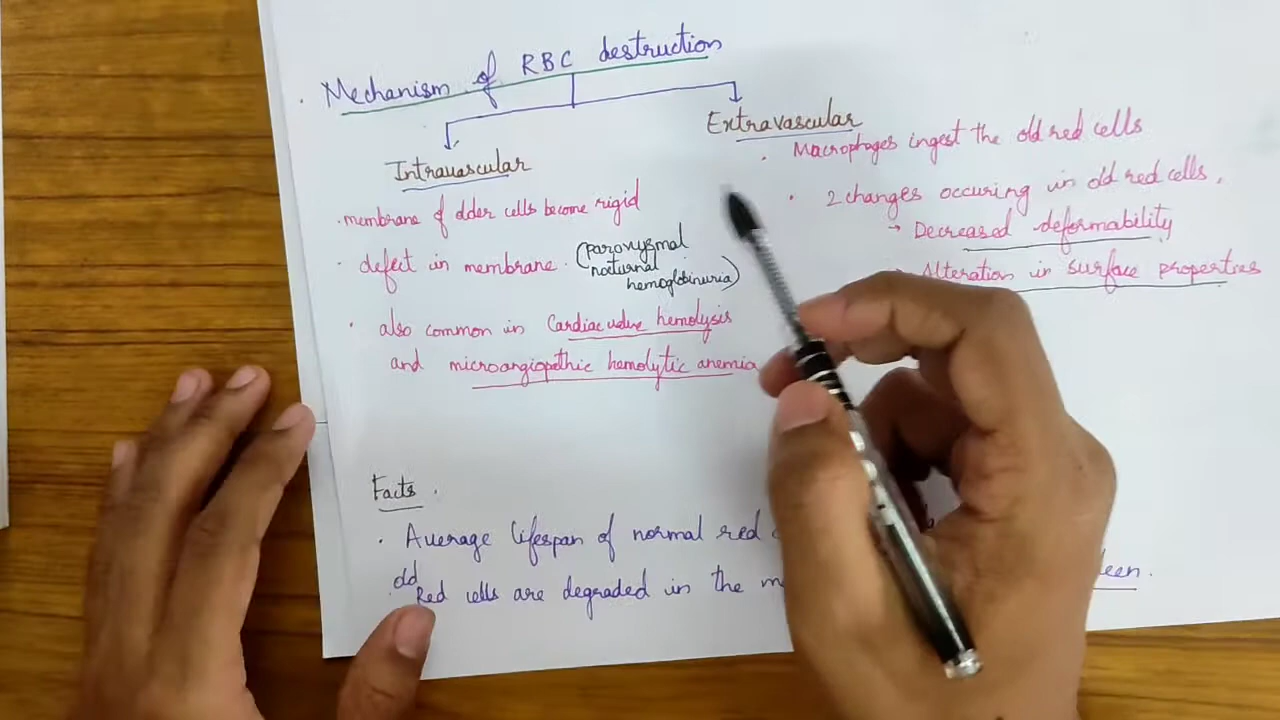 Mechanism of RBC destruction
Intravascular
membrane of older cells become rigid
defect in membrane. (paroxysmal
nocturnal
hemoglobinuria)
also common in Cardiac valve hemolysis
and microangiopathic hemolytic anemia
Extravascular
Macrophages ingest the old red cells
2 changes occuring in old red cells.
→ Decreased deformability
Alteration in surface properties
Facts.
Average lifespan of normal red
old
Red cells are degraded in the